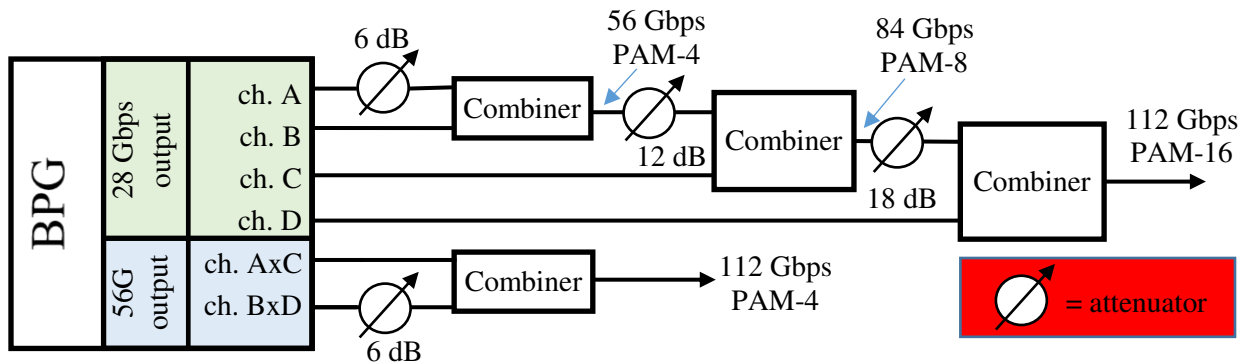 BPG
28 Gbps
output
56G
output
ch. A
ch. B
ch. C
ch. D
ch. AxC
ch. BxD
6 dB
Combiner
56 Gbps
PAM-4
12 dB
Combiner
84 Gbps
PAM-8
18 dB
Combiner
112 Gbps
PAM-16
6 dB
Combiner
112 Gbps
PAM-4
= attenuator